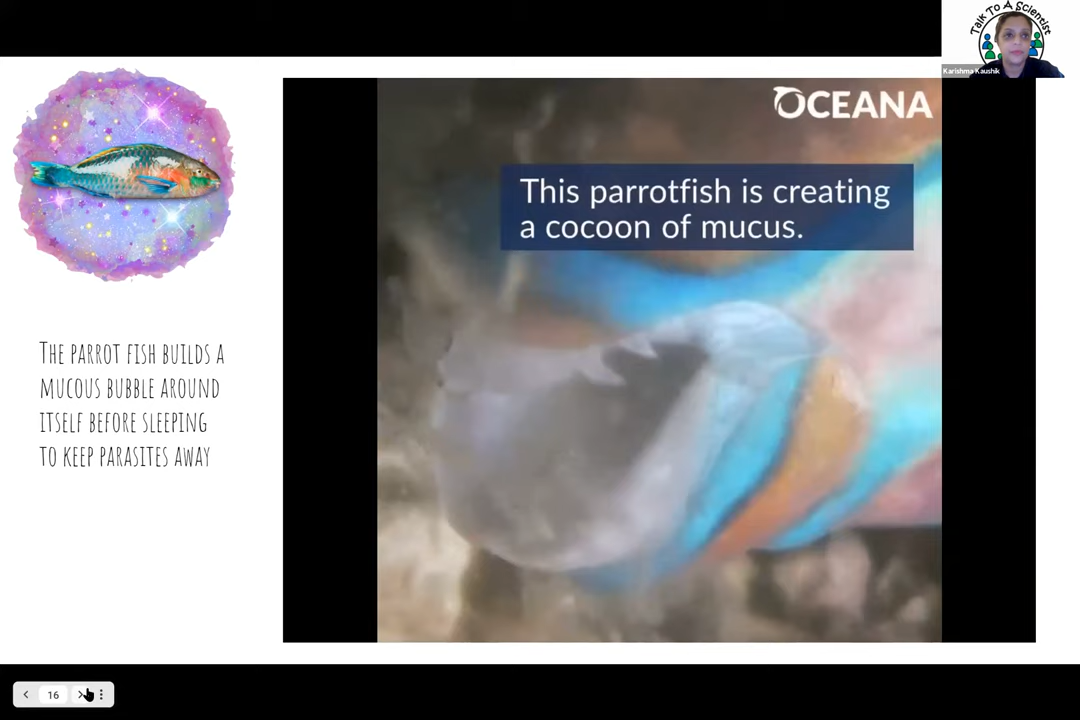 Talk To A Scientist
Karishma Kaushik
OCEANA
This parrotfish is creating
a cocoon of mucus.
THE PARROT FISH BUILDS A
MUCOUS BUBBLE AROUND
ITSELF BEFORE SLEEPING
TO KEEP PARASITES AWAY
16